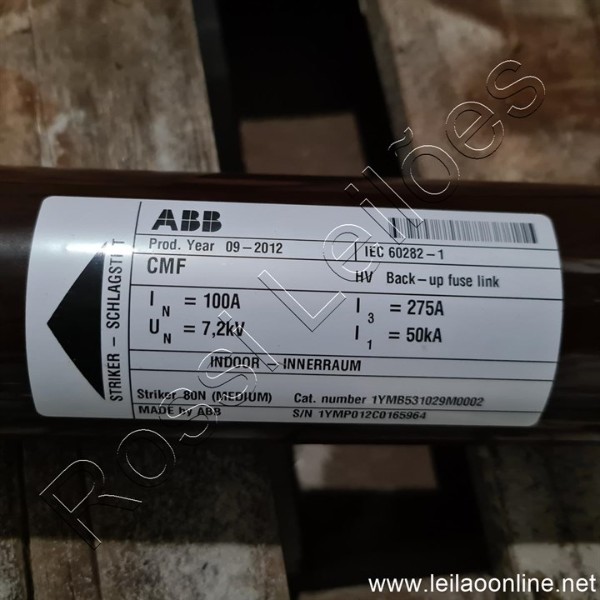 ABB
Prod. Year 09-2012
IEC 60282-1
CMF
HV Back-up fuse link
I N = 100A
I 3 = 275A
U N = 7,2kV
I 1 = 50kA
INDOOR - INNERRAUM
Striker 80N (MEDIUM)
Cat. number 1YMB531029M0002
MADE by ABB
S/N 1YMP012C0165964
STRIKER - SCHLAGSTIFT
Rossi Leilões
www.leilaoonline.net